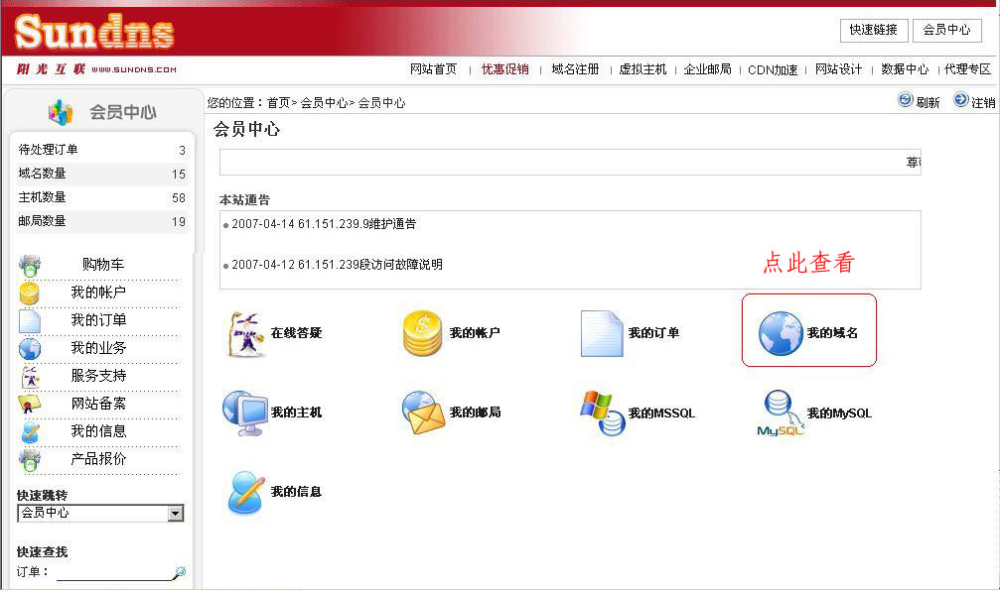 Sundns
快速链接 会员中心
阳光互联 WWW.SUNDNS.COM
网站首页 | 优惠促销 | 域名注册 | 虚拟主机 | 企业邮局 | CDN加速 | 网站设计 | 数据中心 | 代理专区
会员中心
您的位置：首页> 会员中心> 会员中心
刷新 注销
会员中心
待处理订单 3
域名数量 15
主机数量 58
邮局数量 19
本站通告
2007-04-14 61.151.239.9维护通告
2007-04-12 61.151.239段访问故障说明
点此查看
购物车
我的帐户
我的订单
我的业务
服务支持
网站备案
我的信息
产品报价
在线答疑 我的帐户 我的订单 我的域名
我的主机 我的邮局 我的MSSQL MySQL 我的MySQL
我的信息
快速跳转
会员中心
快速查找
订单：